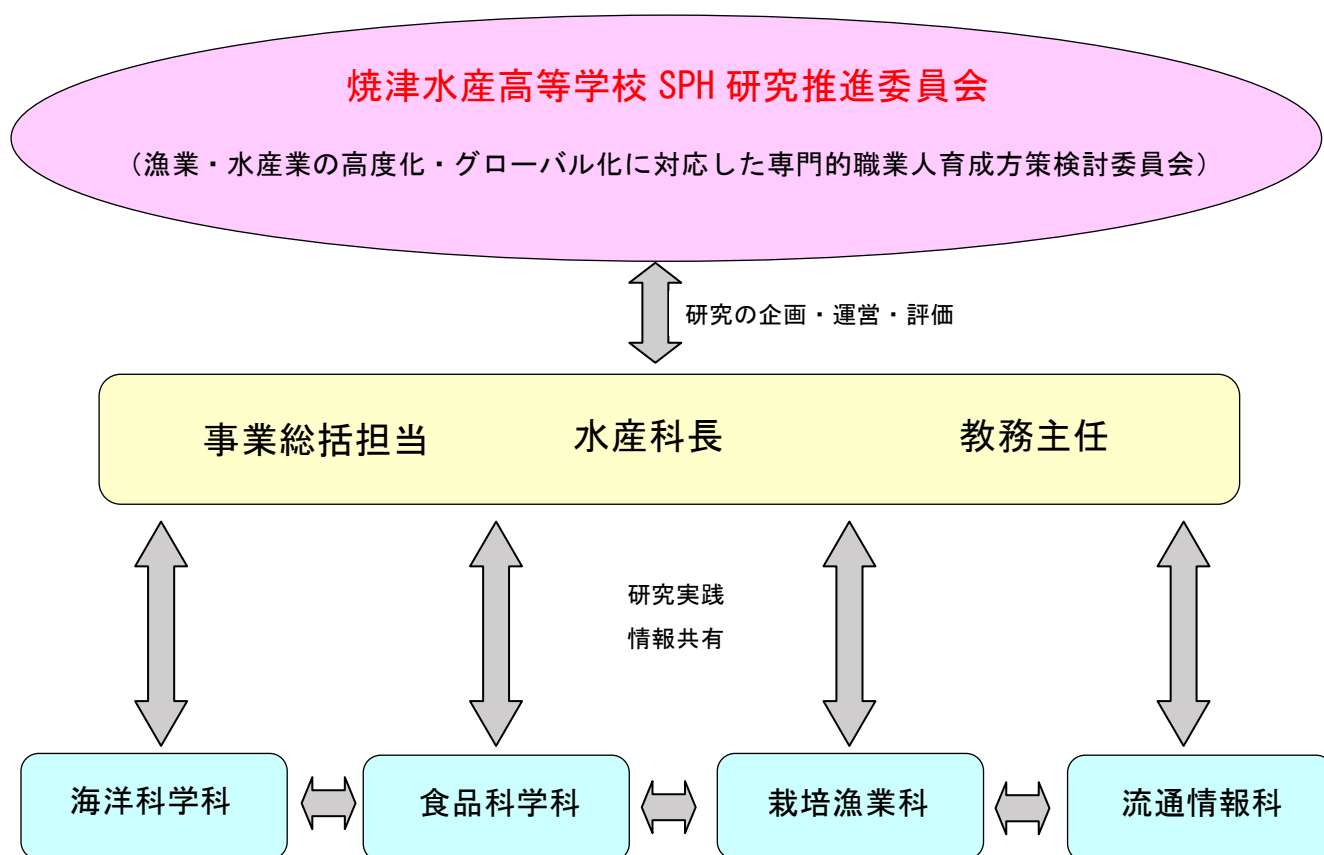 焼津水産高等学校 SPH 研究推進委員会
（漁業・水産業の高度化・グローバル化に対応した専門的職業人育成方策検討委員会）
研究の企画・運営・評価
事業総括担当 水産科長 教務主任
研究実践
情報共有
海洋科学科 食品科学科 栽培漁業科 流通情報科